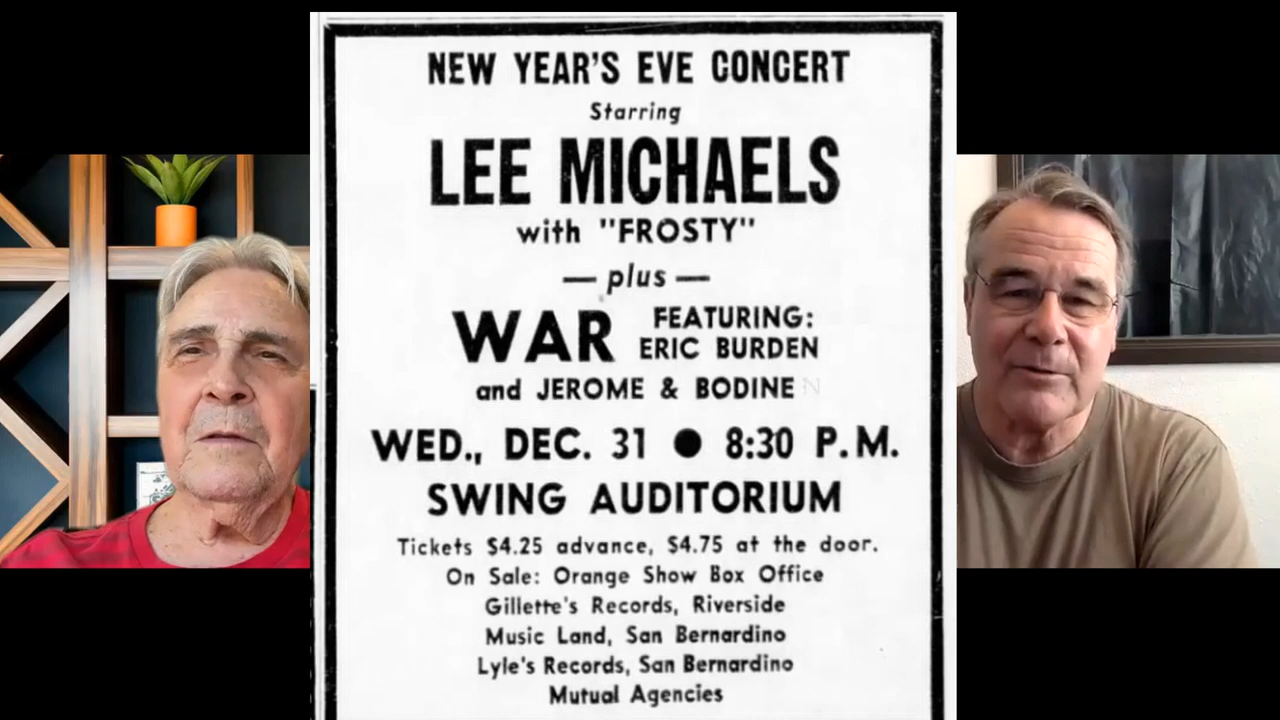 NEW YEAR'S EVE CONCERT
Starring
LEE MICHAELS
with "FROSTY"
— plus —
WAR FEATURING:
ERIC BURDEN
and JEROME & BODINE
WED., DEC. 31 ● 8:30 P.M.
SWING AUDITORIUM
Tickets $4.25 advance, $4.75 at the door.
On Sale: Orange Show Box Office
Gillette's Records, Riverside
Music Land, San Bernardino
Lyle's Records, San Bernardino
Mutual Agencies